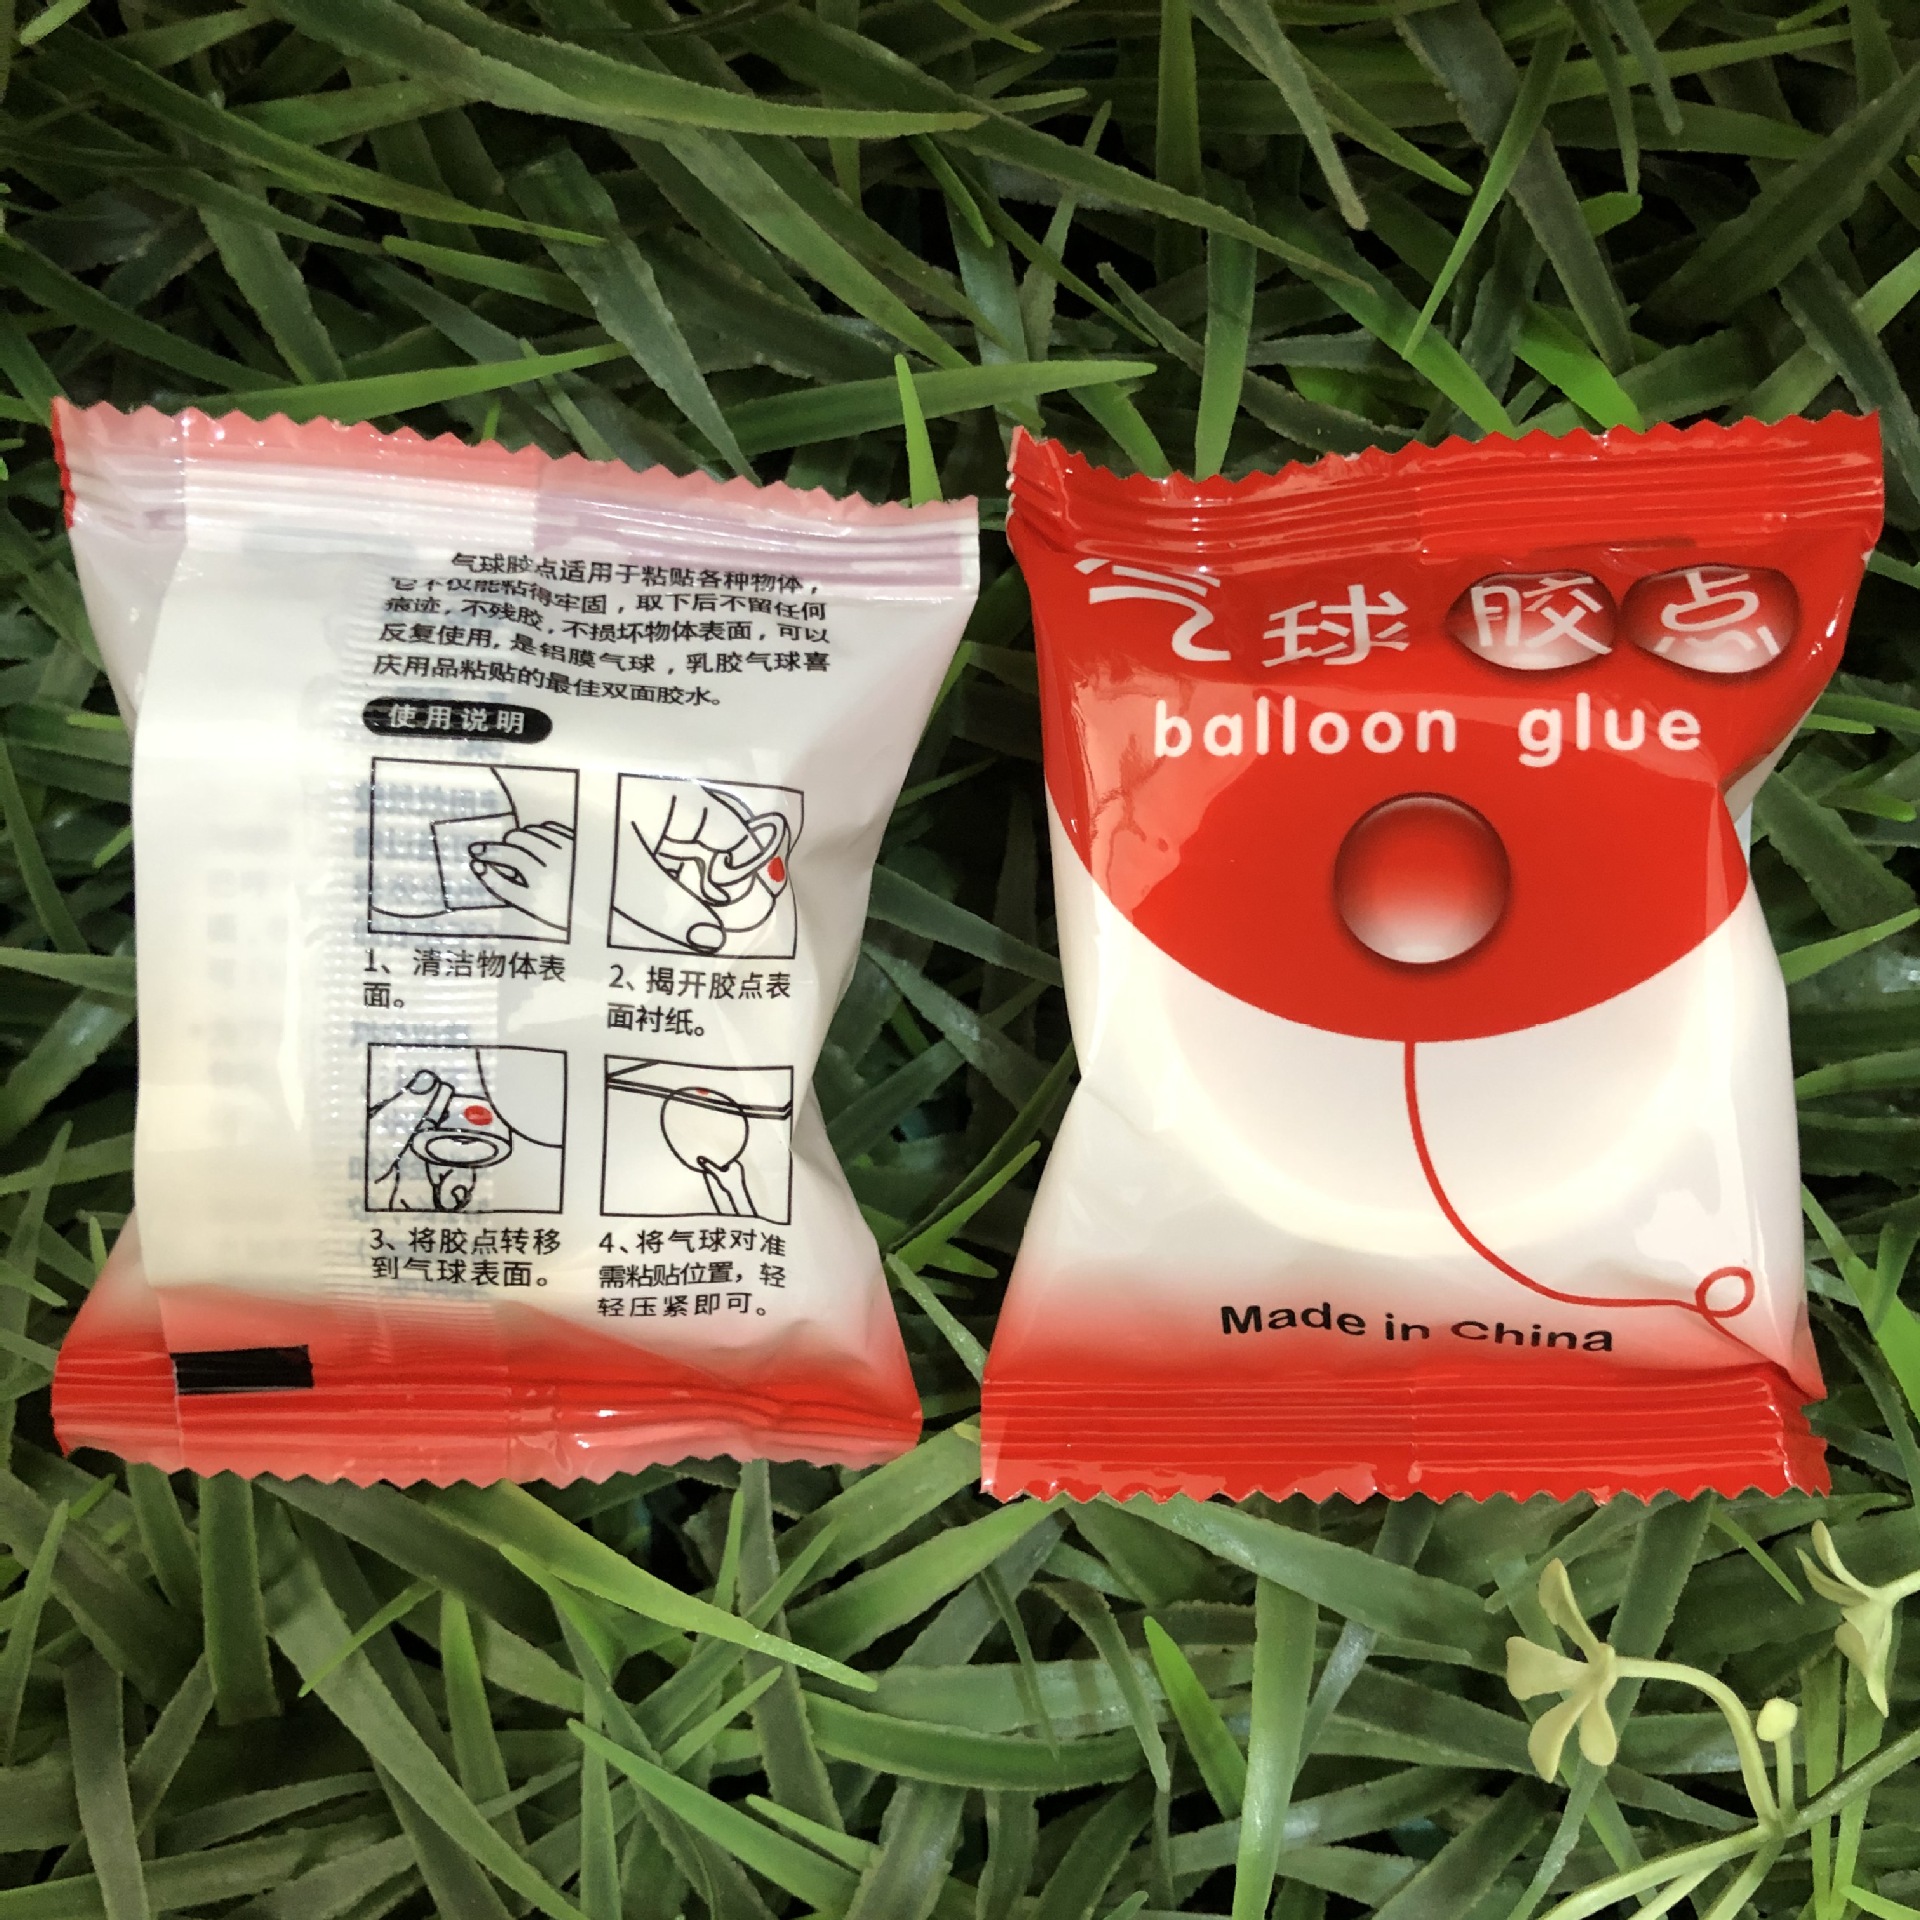 气球胶点适用于粘贴各种物体，
它不仅能粘得牢固，取下后不留任何
痕迹，不残胶，不损坏物体表面，可以
反复使用，是铝膜气球，乳胶气球喜
庆用品粘贴的最佳双面胶水。
使用说明
1、清洁物体表
面。
2、揭开胶点表
面衬纸。
3、将胶点转移
到气球表面。
4、将气球对准
需粘贴位置，轻
轻压紧即可。
气球胶点
balloon glue
Made in China